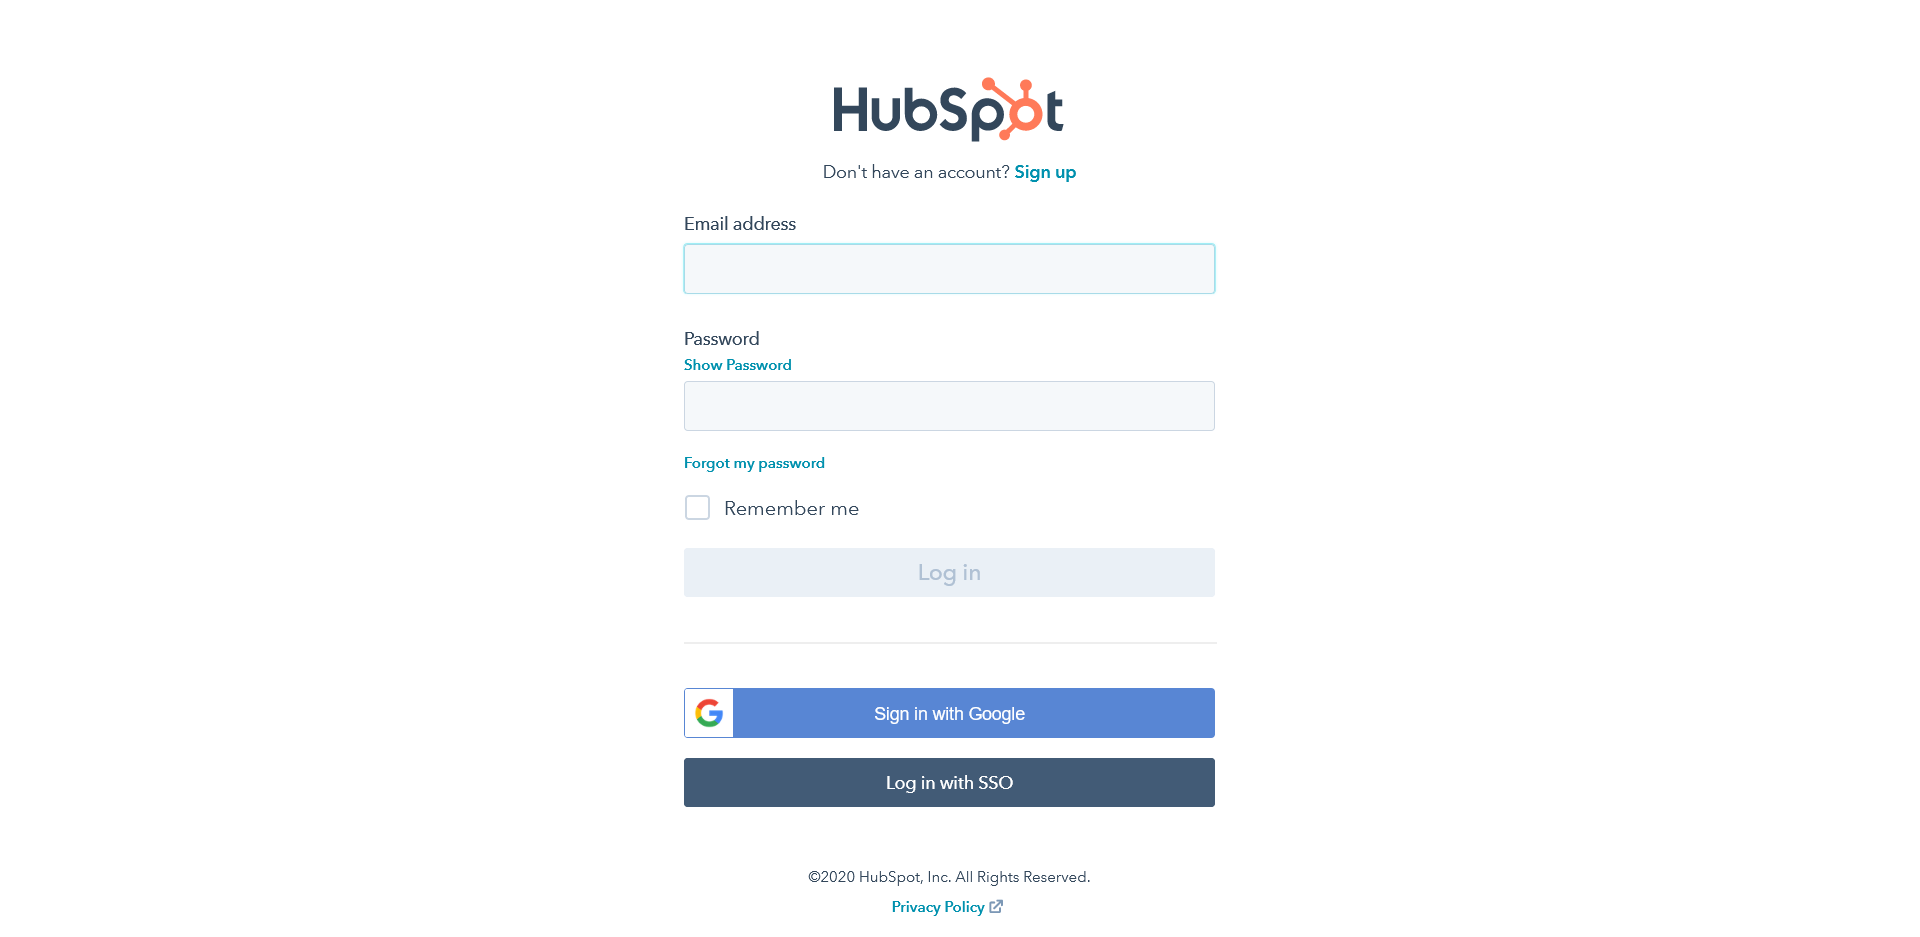 HubSpot
Don't have an account? Sign up
Email address
Password
Show Password
Forgot my password
Remember me
Log in
Sign in with Google
Log in with SSO
©2020 HubSpot, Inc. All Rights Reserved.
Privacy Policy